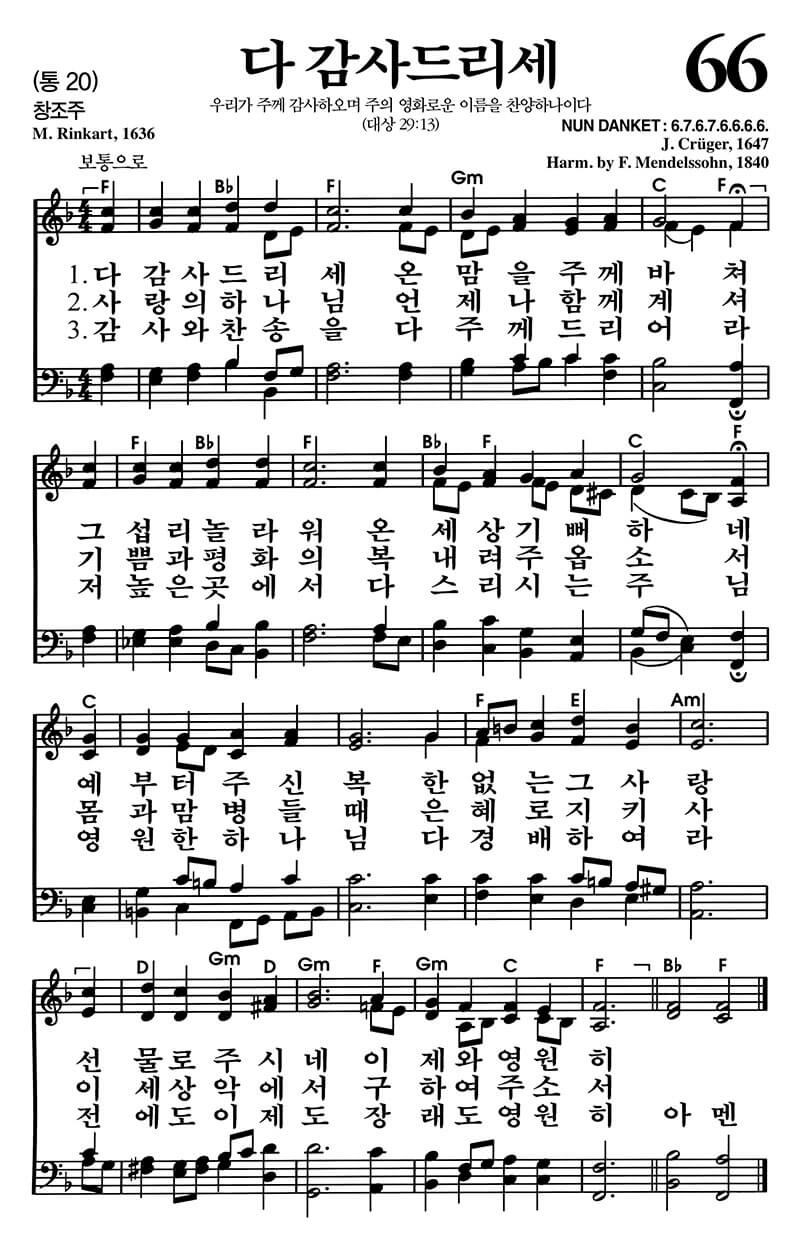 다 감사드리세
66
(통 20)
창조주
우리가 주께 감사하오며 주의 영화로운 이름을 찬양하나이다
(대상 29:13)
M. Rinkart, 1636
NUN DANKET : 6.7.6.7.6.6.6.6.
J. Crüger, 1647
Harm. by F. Mendelssohn, 1840
보통으로
F B♭ F Gm C F
4 4
1. 다 감 사 드 리 세 온 맘 을 주 께 바 쳐
2. 사 랑 의 하 나 님 언 제 나 함 께 계 셔
3. 감 사 와 찬 송 을 다 주 께 드 리 어 라
4 4
F B♭ F B♭ F C F
그 섭 리 놀 라 워 온 세 상 기 뻐 하 네
기 쁨 과 평 화 의 복 내 려 주 옵 소 서
저 높 은 곳 에 서 다 스 리 시 는 주 님
C F E Am
예 부 터 주 신 복 한 없 는 그 사 랑
몸 과 맘 병 들 때 은 혜 로 지 키 사
영 원 한 하 나 님 다 경 배 하 여 라
D Gm D Gm F Gm C F B♭ F
선 물 로 주 시 네 이 제 와 영 원 히
이 세 상 악 에 서 구 하 여 주 소 서
전 에 도 이 제 도 장 래 도 영 원 히 아 멘